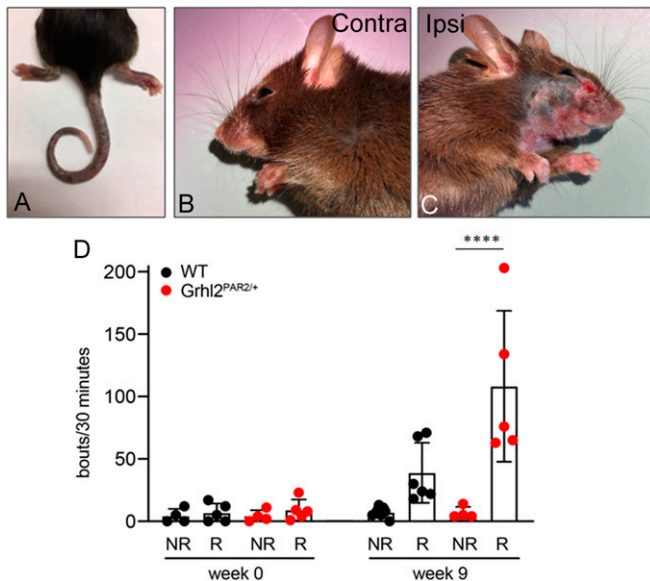 A
B
Contra
Ipsi
C
D
WT
Grhl2PAR2/+
****
200
150
100
50
0
bouts/30 minutes
NR R NR R NR R NR R
week 0 week 9